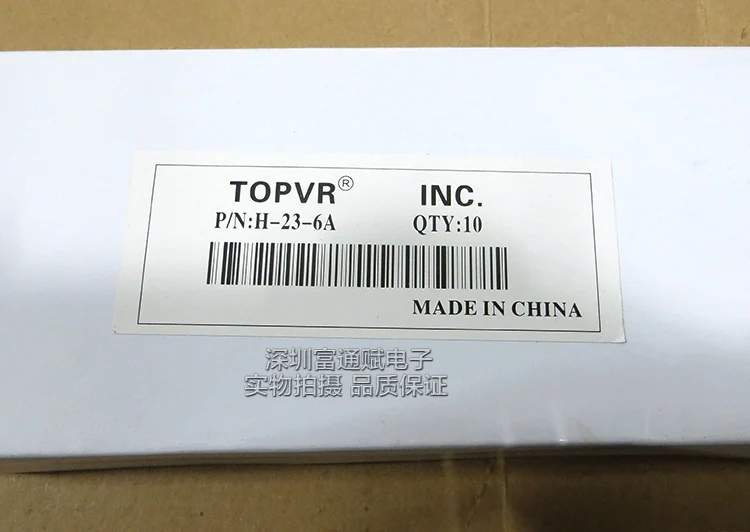 TOPVR® INC.
P/N:H-23-6A QTY:10
MADE IN CHINA
深圳富通赋电子
实物拍摄 品质保证